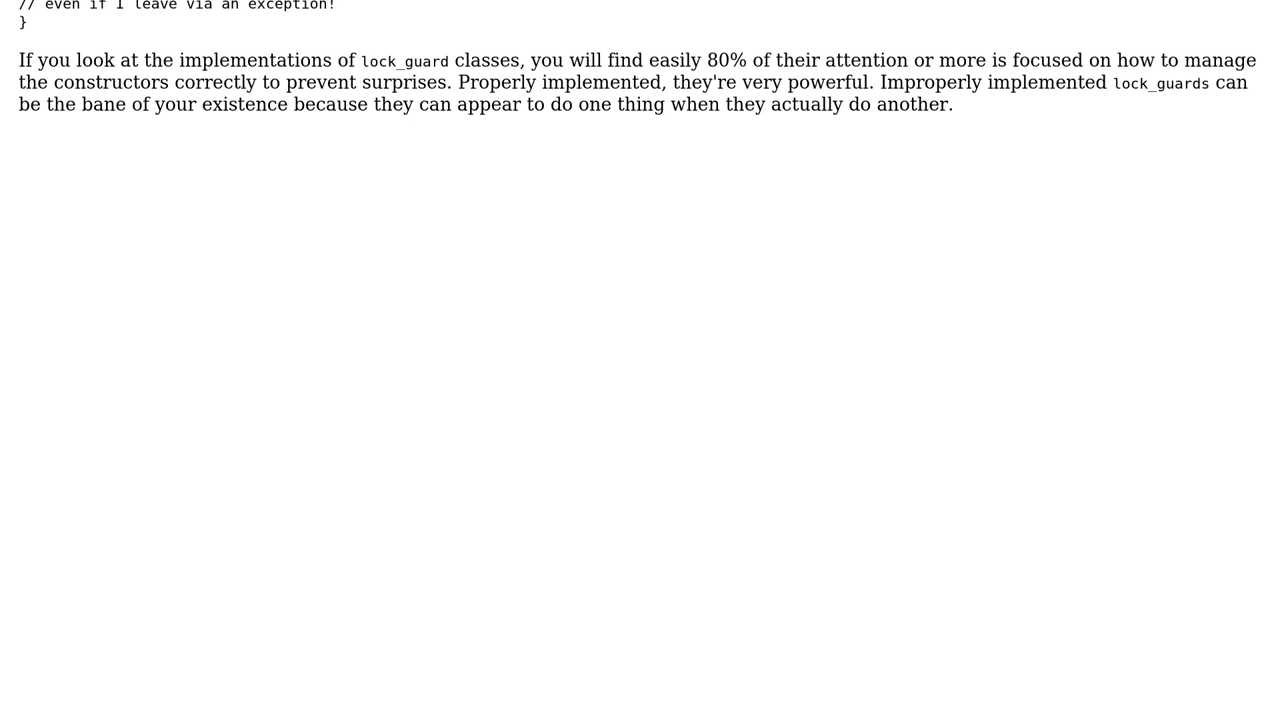 // even if I leave via an exception!
}
If you look at the implementations of lock_guard classes, you will find easily 80% of their attention or more is focused on how to manage
the constructors correctly to prevent surprises. Properly implemented, they're very powerful. Improperly implemented lock_guards can
be the bane of your existence because they can appear to do one thing when they actually do another.